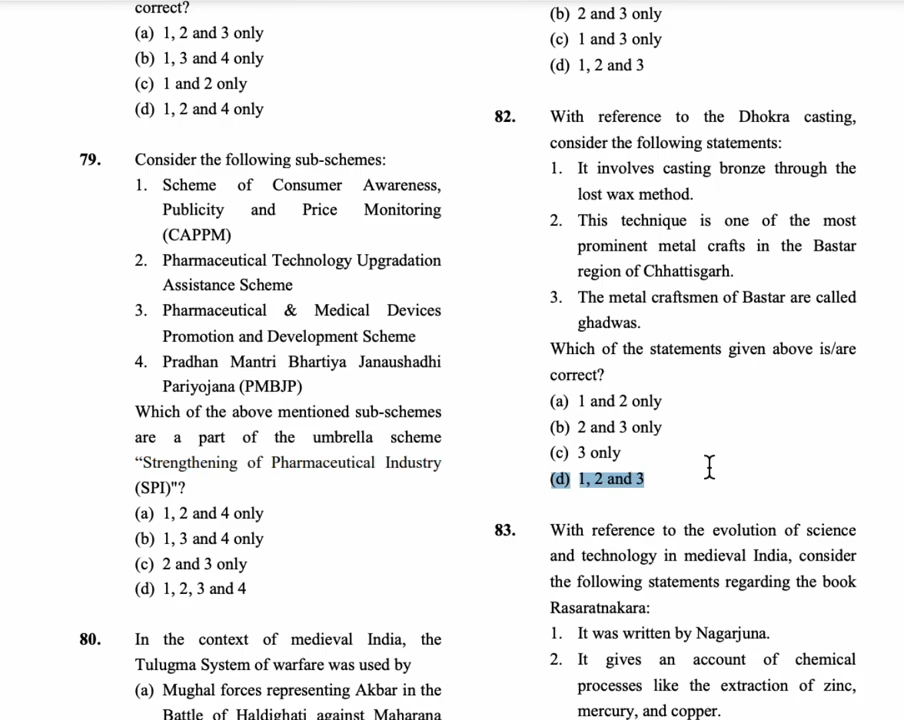 correct?
(a) 1, 2 and 3 only
(b) 1, 3 and 4 only
(c) 1 and 2 only
(d) 1, 2 and 4 only
79. Consider the following sub-schemes:
1. Scheme of Consumer Awareness,
Publicity and Price Monitoring
(CAPPM)
2. Pharmaceutical Technology Upgradation
Assistance Scheme
3. Pharmaceutical & Medical Devices
Promotion and Development Scheme
4. Pradhan Mantri Bhartiya Janaushadhi
Pariyojana (PMBJP)
Which of the above mentioned sub-schemes
are a part of the umbrella scheme
“Strengthening of Pharmaceutical Industry
(SPI)"?
(a) 1, 2 and 4 only
(b) 1, 3 and 4 only
(c) 2 and 3 only
(d) 1, 2, 3 and 4
80. In the context of medieval India, the
Tulugma System of warfare was used by
(a) Mughal forces representing Akbar in the
Battle of Haldighati against Maharana
(b) 2 and 3 only
(c) 1 and 3 only
(d) 1, 2 and 3
82. With reference to the Dhokra casting,
consider the following statements:
1. It involves casting bronze through the
lost wax method.
2. This technique is one of the most
prominent metal crafts in the Bastar
region of Chhattisgarh.
3. The metal craftsmen of Bastar are called
ghadwas.
Which of the statements given above is/are
correct?
(a) 1 and 2 only
(b) 2 and 3 only
(c) 3 only
(d) 1, 2 and 3
83. With reference to the evolution of science
and technology in medieval India, consider
the following statements regarding the book
Rasaratnakara:
1. It was written by Nagarjuna.
2. It gives an account of chemical
processes like the extraction of zinc,
mercury, and copper.